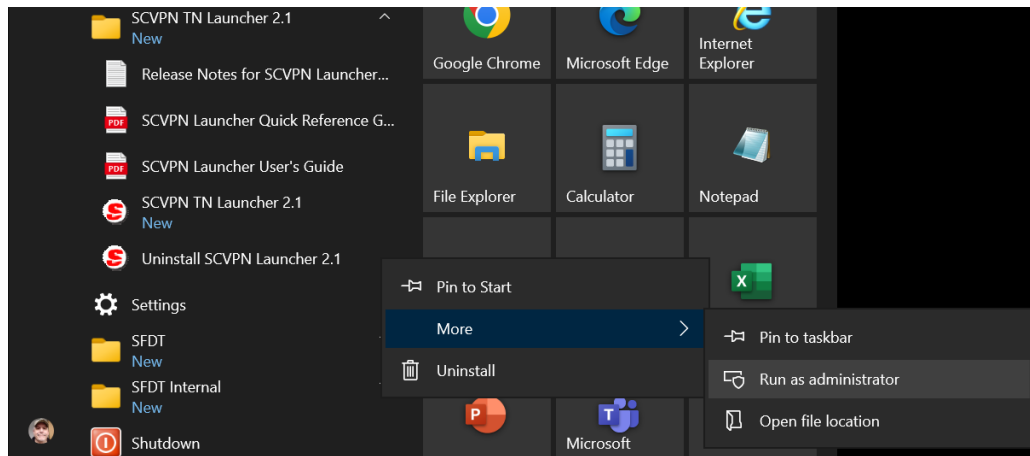 SCVPN TN Launcher 2.1
New
Release Notes for SCVPN Launcher...
PDF
SCVPN Launcher Quick Reference G...
PDF
SCVPN Launcher User's Guide
SCVPN TN Launcher 2.1
New
Uninstall SCVPN Launcher 2.1
Settings
SFDT
New
SFDT Internal
New
Shutdown
Google Chrome
Microsoft Edge
Internet
Explorer
File Explorer
Calculator
Notepad
Pin to Start
More
Uninstall
Pin to taskbar
Run as administrator
Open file location
Microsoft